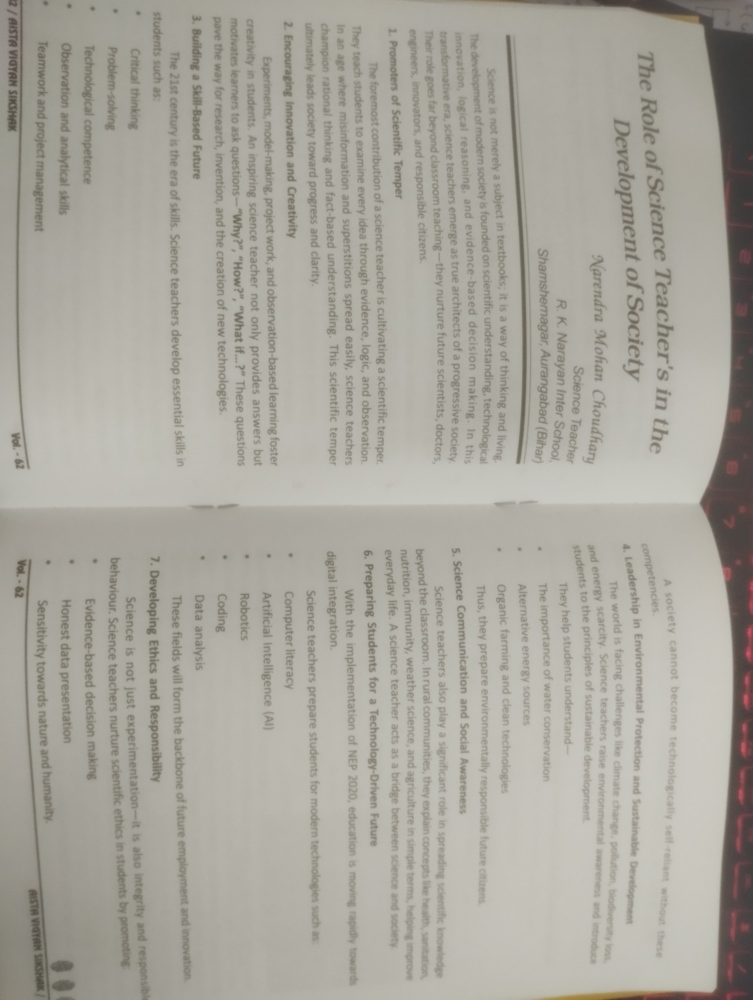 The Role of Science Teacher's in the
Development of Society
Narendra Mohan Choudhary
Science Teacher
R. K. Narayan Inter School,
Shamshernagar, Aurangabad (Bihar)
Science is not merely a subject in textbooks; it is a way of thinking and living.
The development of modern society is founded on scientific understanding, technological
innovation, logical reasoning, and evidence-based decision making. In this
transformative era, science teachers emerge as true architects of a progressive society.
Their role goes far beyond classroom teaching—they nurture future scientists, doctors,
engineers, innovators, and responsible citizens.
1. Promoters of Scientific Temper
The foremost contribution of a science teacher is cultivating a scientific temper.
They teach students to examine every idea through evidence, logic, and observation.
In an age where misinformation and superstitions spread easily, science teachers
champion rational thinking and fact-based understanding. This scientific temper
ultimately leads society toward progress and clarity.
2. Encouraging Innovation and Creativity
Experiments, model-making, project work, and observation-based learning foster
creativity in students. An inspiring science teacher not only provides answers but
motivates learners to ask questions—"Why?", "How?", "What if...?" These questions
pave the way for research, invention, and the creation of new technologies.
3. Building a Skill-Based Future
The 21st century is the era of skills. Science teachers develop essential skills in
students such as:
• Critical thinking
• Problem-solving
• Technological competence
• Observation and analytical skills
• Teamwork and project management
2 / AISTA VIGYAN SIKSHAK
Vol. - 62
A society cannot become technologically self-reliant without these
competencies.
4. Leadership in Environmental Protection and Sustainable Development
The world is facing challenges like climate change, pollution, biodiversity loss,
and energy scarcity. Science teachers raise environmental awareness and introduce
students to the principles of sustainable development.
They help students understand—
• The importance of water conservation
• Alternative energy sources
• Organic farming and clean technologies
Thus, they prepare environmentally responsible future citizens.
5. Science Communication and Social Awareness
Science teachers also play a significant role in spreading scientific knowledge
beyond the classroom. In rural communities, they explain concepts like health, sanitation,
nutrition, immunity, weather science, and agriculture in simple terms, helping improve
everyday life. A science teacher acts as a bridge between science and society.
6. Preparing Students for a Technology-Driven Future
With the implementation of NEP 2020, education is moving rapidly towards
digital integration.
Science teachers prepare students for modern technologies such as:
• Computer literacy
• Artificial Intelligence (AI)
• Robotics
• Coding
• Data analysis
These fields will form the backbone of future employment and innovation.
7. Developing Ethics and Responsibility
Science is not just experimentation—it is also integrity and responsibl
behaviour. Science teachers nurture scientific ethics in students by promoting:
• Evidence-based decision making
• Honest data presentation
• Sensitivity towards nature and humanity.
Vol. - 62
AISTA VIGYAN SIKSHAK /
1
2
3
4
5
6
7
8